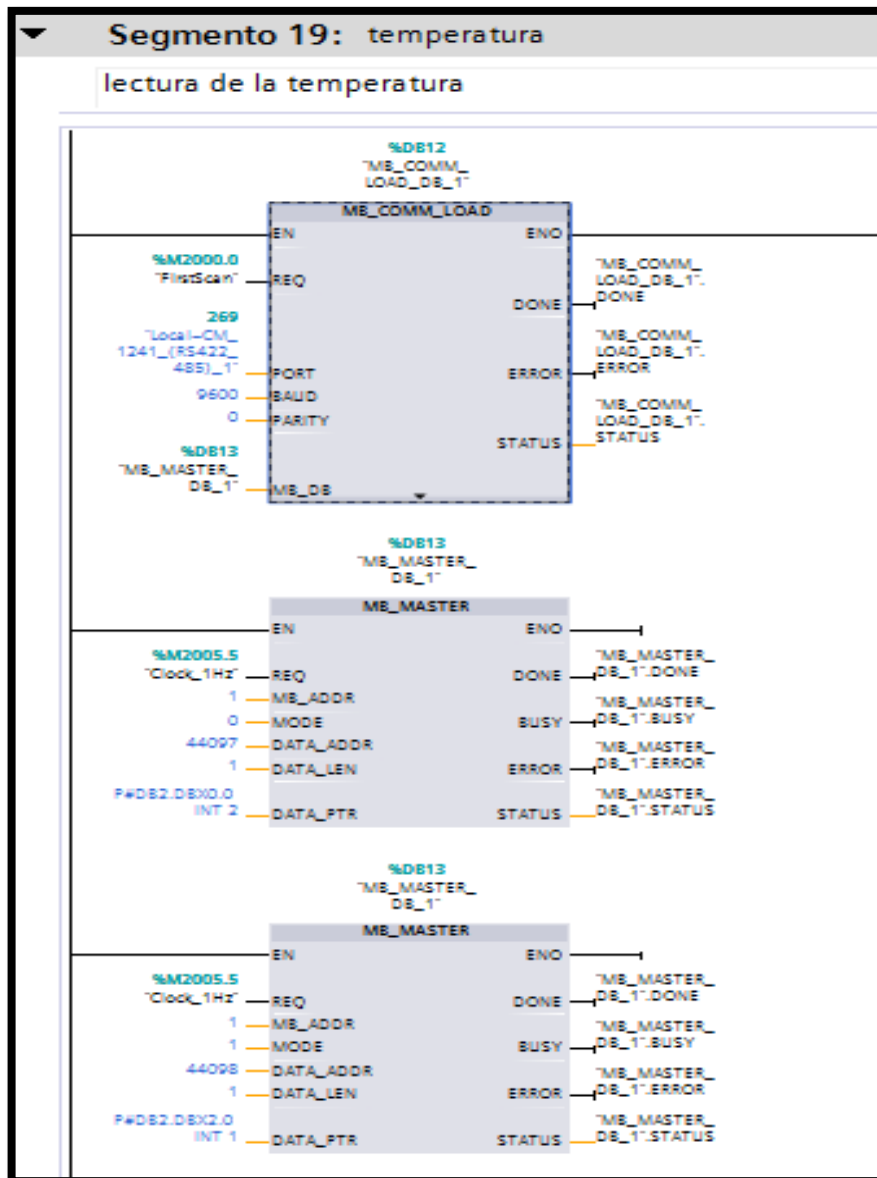 Segmento 19: temperatura
lectura de la temperatura
%DB12
"MB_COMM_
LOAD_DB_1"
MB_COMM_LOAD
EN ENO
%M2000.0
"FirstScan" REQ
"MB_COMM_
LOAD_DB_1".
DONE DONE
269
"Local~CM_
1241_(RS422_
485)_1" PORT
"MB_COMM_
LOAD_DB_1".
ERROR ERROR
9600 BAUD
0 PARITY
"MB_COMM_
LOAD_DB_1".
STATUS STATUS
%DB13
"MB_MASTER_
DB_1" MB_DB
%DB13
"MB_MASTER_
DB_1"
MB_MASTER
EN ENO
%M2005.5
"Clock_1Hz" REQ
DONE "MB_MASTER_
DB_1".DONE
1 MB_ADDR
0 MODE
BUSY "MB_MASTER_
DB_1".BUSY
44097 DATA_ADDR
1 DATA_LEN
ERROR "MB_MASTER_
DB_1".ERROR
P#DB2.DBX0.0
INT 2 DATA_PTR
STATUS "MB_MASTER_
DB_1".STATUS
%DB13
"MB_MASTER_
DB_1"
MB_MASTER
EN ENO
%M2005.5
"Clock_1Hz" REQ
DONE "MB_MASTER_
DB_1".DONE
1 MB_ADDR
1 MODE
BUSY "MB_MASTER_
DB_1".BUSY
44098 DATA_ADDR
1 DATA_LEN
ERROR "MB_MASTER_
DB_1".ERROR
P#DB2.DBX2.0
INT 1 DATA_PTR
STATUS "MB_MASTER_
DB_1".STATUS